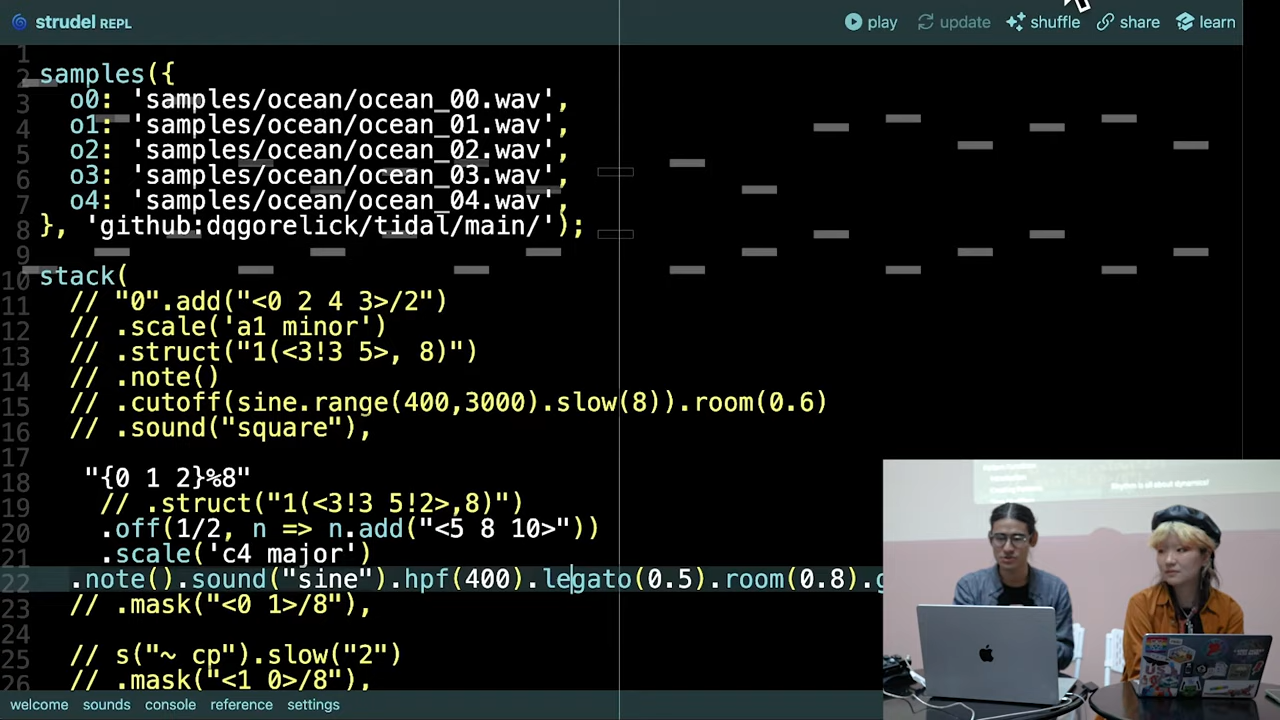 strudel REPL
play
update
shuffle
share
learn
1
2 samples({
3 o0: 'samples/ocean/ocean_00.wav',
4 o1: 'samples/ocean/ocean_01.wav',
5 o2: 'samples/ocean/ocean_02.wav',
6 o3: 'samples/ocean/ocean_03.wav',
7 o4: 'samples/ocean/ocean_04.wav',
8 }, 'github:dqgorelick/tidal/main/');
9
10 stack(
11 // "0".add("<0 2 4 3>/2")
12 // .scale('a1 minor')
13 // .struct("1(<3!3 5>, 8)")
14 // .note()
15 // .cutoff(sine.range(400,3000).slow(8)).room(0.6)
16 // .sound("square"),
17
18 "{0 1 2}%8"
19 // .struct("1(<3!3 5!2>,8)")
20 .off(1/2, n => n.add("<5 8 10>"))
21 .scale('c4 major')
22 .note().sound("sine").hpf(400).legato(0.5).room(0.8).g
23 // .mask("<0 1>/8"),
24
25 // s("~ cp").slow("2")
26 // .mask("<1 0>/8"),
Rhythm is all about dynamics!
welcome
sounds
console
reference
settings